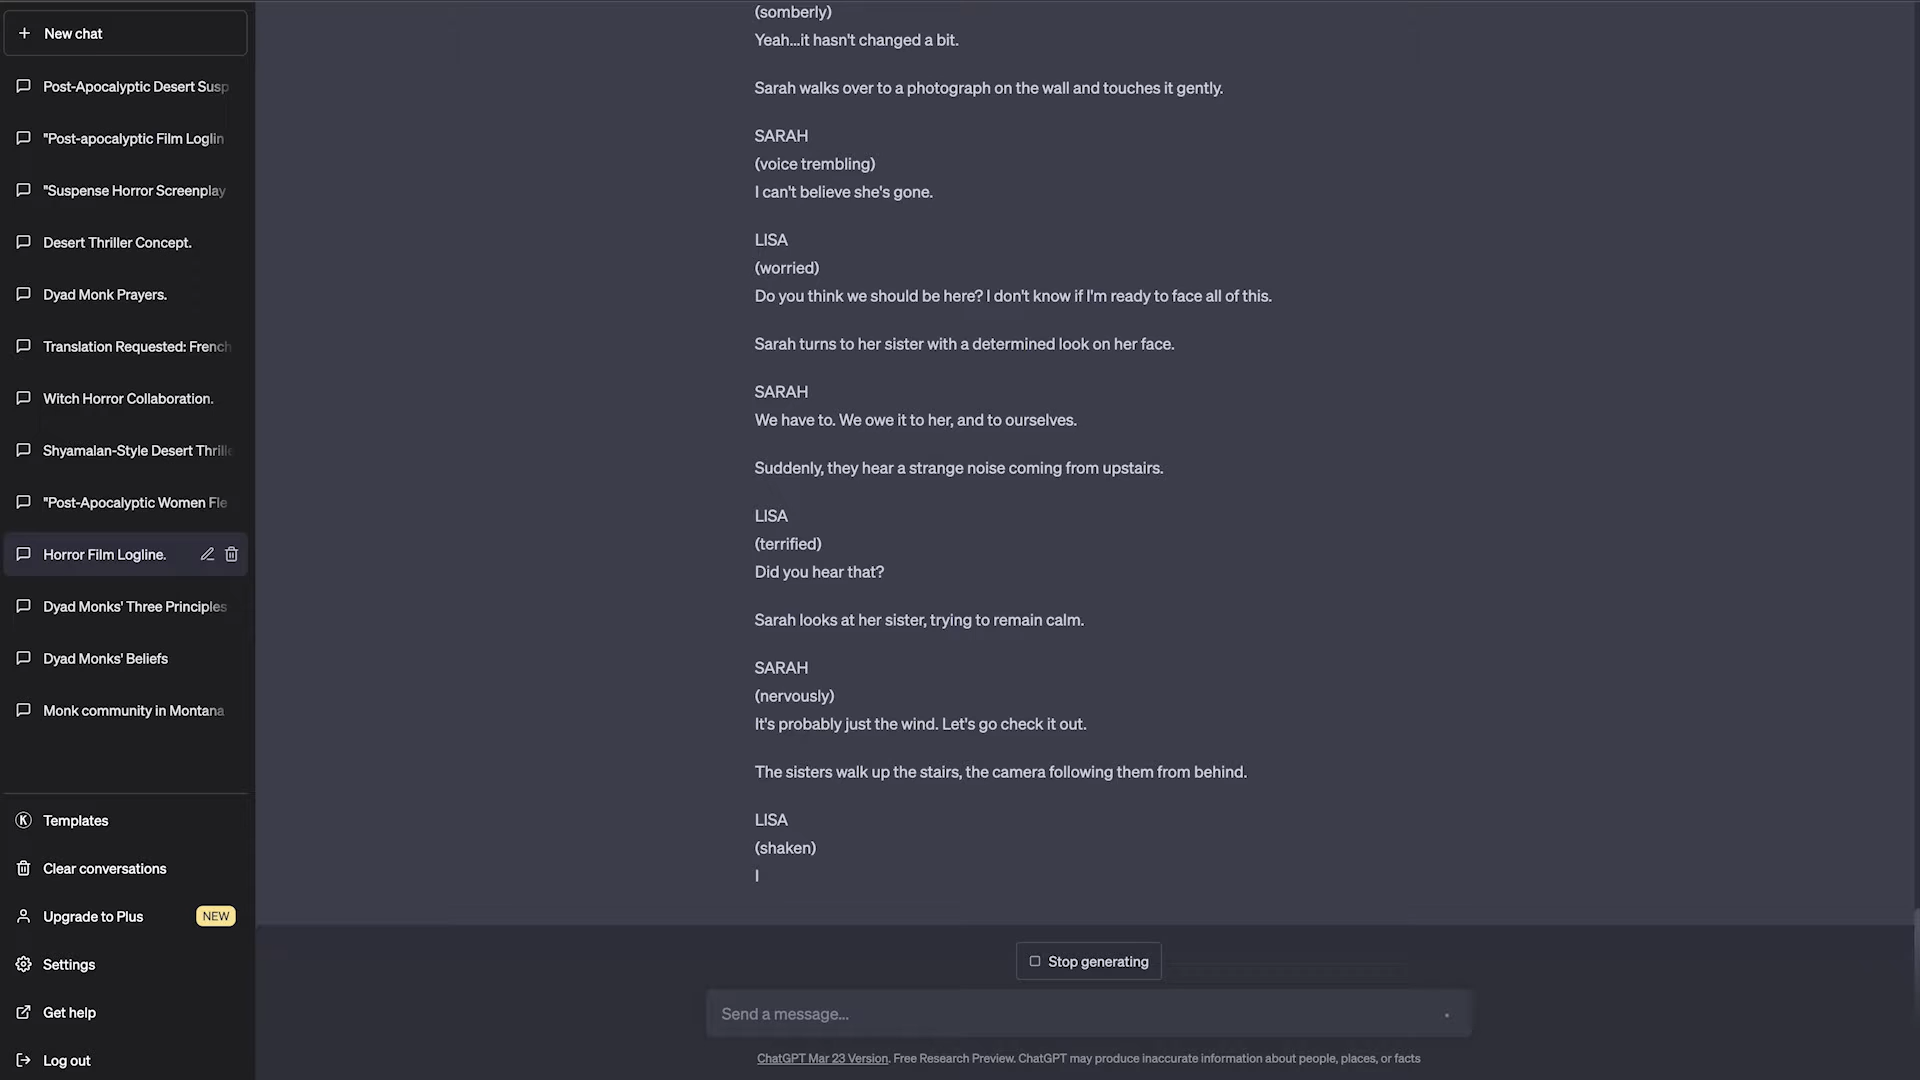 New chat
Post-Apocalyptic Desert Susp
"Post-apocalyptic Film Loglin
"Suspense Horror Screenplay
Desert Thriller Concept.
Dyad Monk Prayers.
Translation Requested: French
Witch Horror Collaboration.
Shyamalan-Style Desert Thrille
"Post-Apocalyptic Women Fle
Horror Film Logline.
Dyad Monks' Three Principles
Dyad Monks' Beliefs
Monk community in Montana
Templates
Clear conversations
Upgrade to Plus NEW
Settings
Get help
Log out
(somberly)
Yeah...it hasn't changed a bit.
Sarah walks over to a photograph on the wall and touches it gently.
SARAH
(voice trembling)
I can't believe she's gone.
LISA
(worried)
Do you think we should be here? I don't know if I'm ready to face all of this.
Sarah turns to her sister with a determined look on her face.
SARAH
We have to. We owe it to her, and to ourselves.
Suddenly, they hear a strange noise coming from upstairs.
LISA
(terrified)
Did you hear that?
Sarah looks at her sister, trying to remain calm.
SARAH
(nervously)
It's probably just the wind. Let's go check it out.
The sisters walk up the stairs, the camera following them from behind.
LISA
(shaken)
I
Stop generating
Send a message...
ChatGPT Mar 23 Version. Free Research Preview. ChatGPT may produce inaccurate information about people, places, or facts